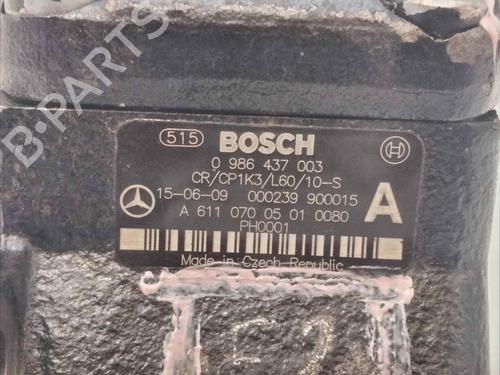 515 BOSCH
0 986 437 003
CR/CP1K3/L60/10-S
15-06-09 000239 900015
A 611 070 05 01 0080 A
PH0001
Made in Czech Republic
B-Parts